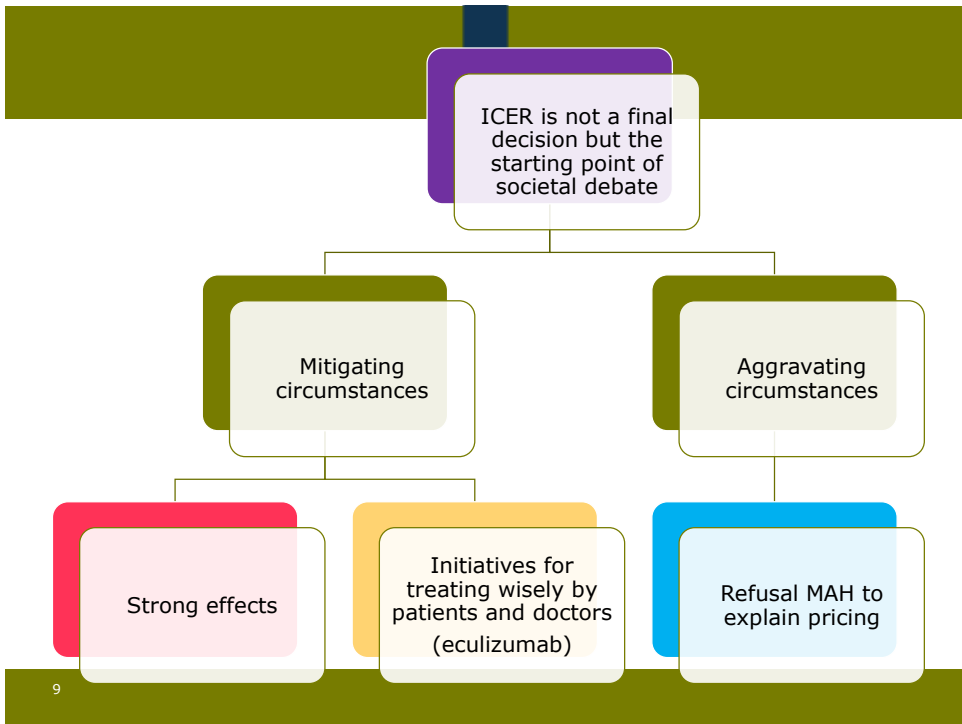 ICER is not a final
decision but the
starting point of
societal debate
Mitigating
circumstances
Aggravating
circumstances
Strong effects
Initiatives for
treating wisely by
patients and doctors
(eculizumab)
Refusal MAH to
explain pricing
9